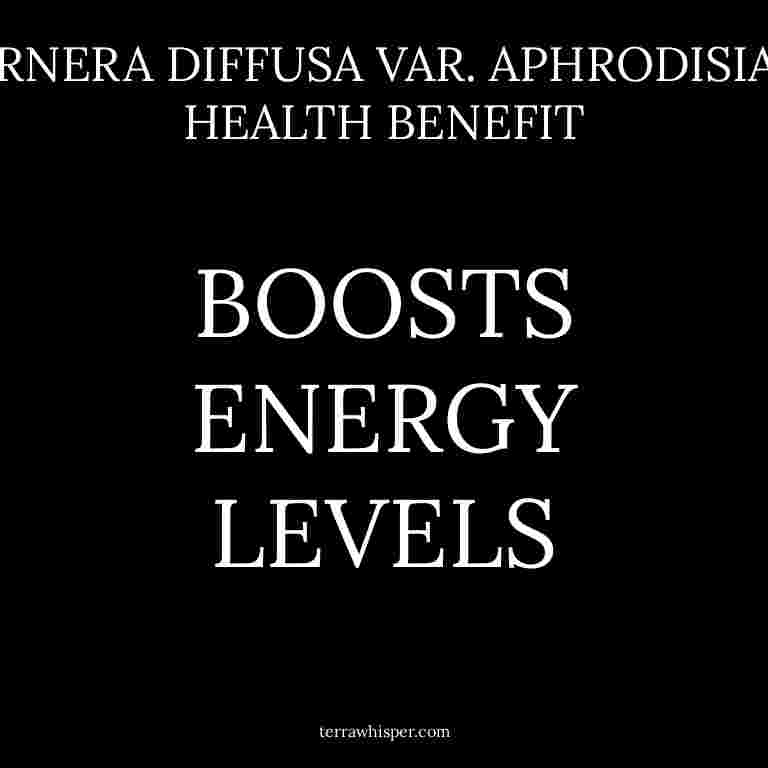 RNERA DIFFUSA VAR. APHRODISIA
HEALTH BENEFIT
BOOSTS
ENERGY
LEVELS
terrawhisper.com